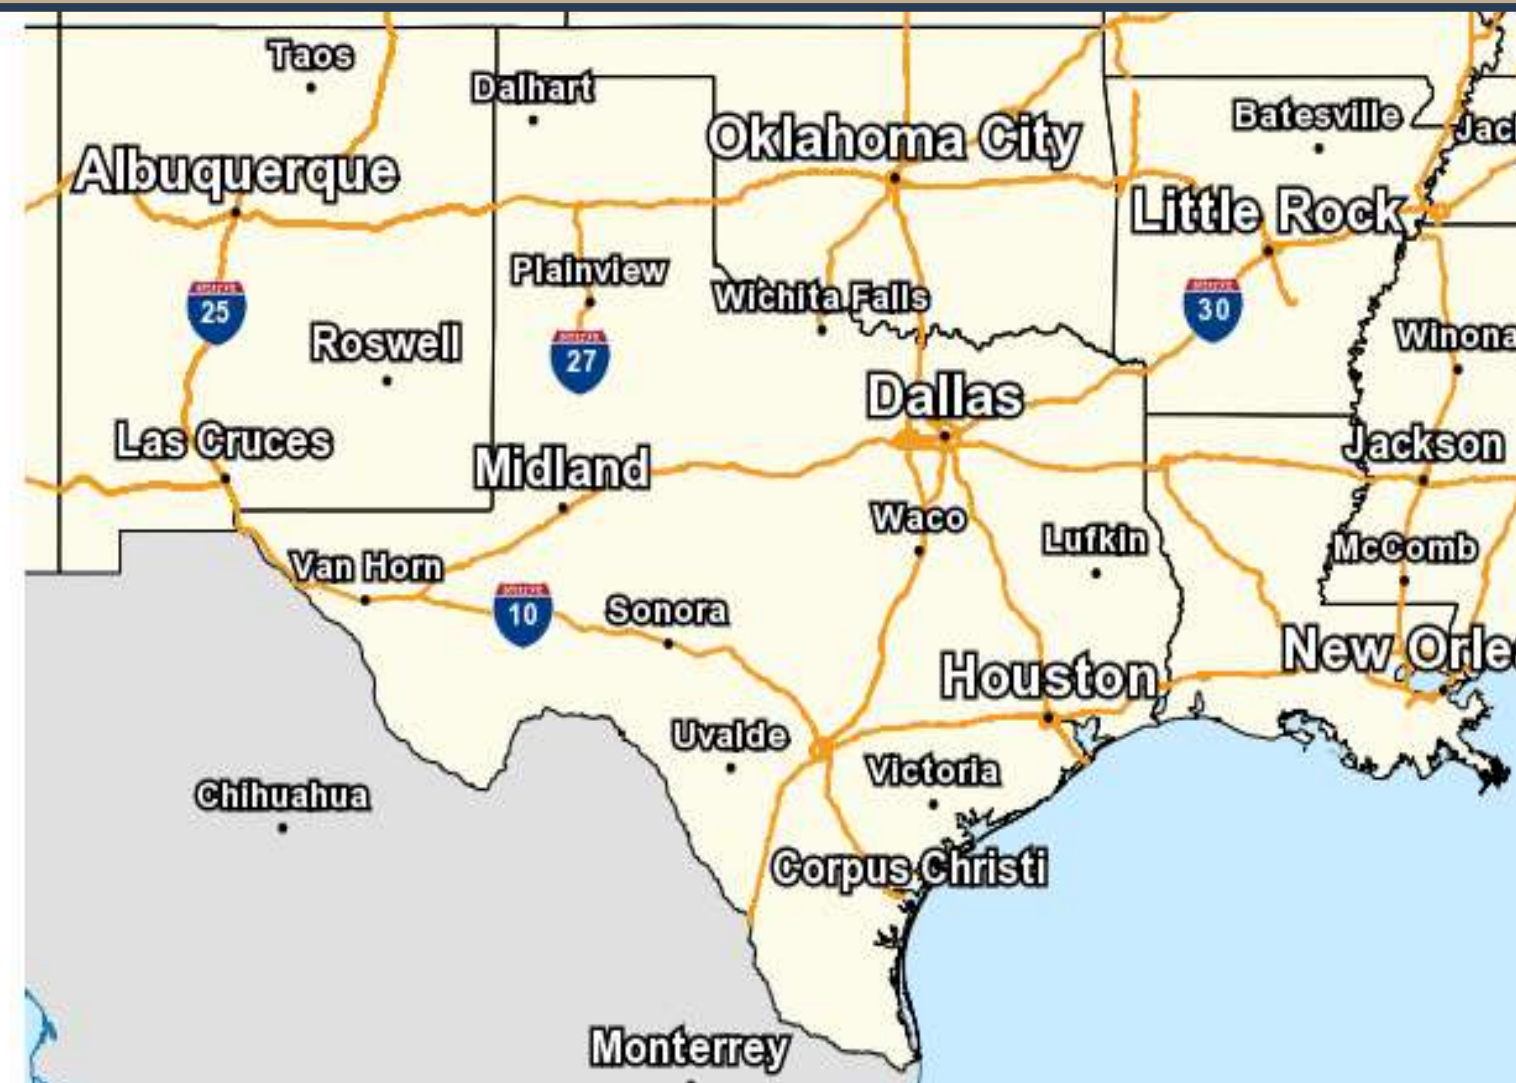 Taos
Dalhart
Batesville
Oklahoma City
Jac
Albuquerque
Little Rock
Plainview
Wichita Falls
25
30
Roswell
27
Winona
Dallas
Las Cruces
Midland
Jackson
Waco
Lufkin
McComb
Van Horn
10
Sonora
New Orle
Houston
Uvalde
Victoria
Chihuahua
Corpus Christi
Monterrey